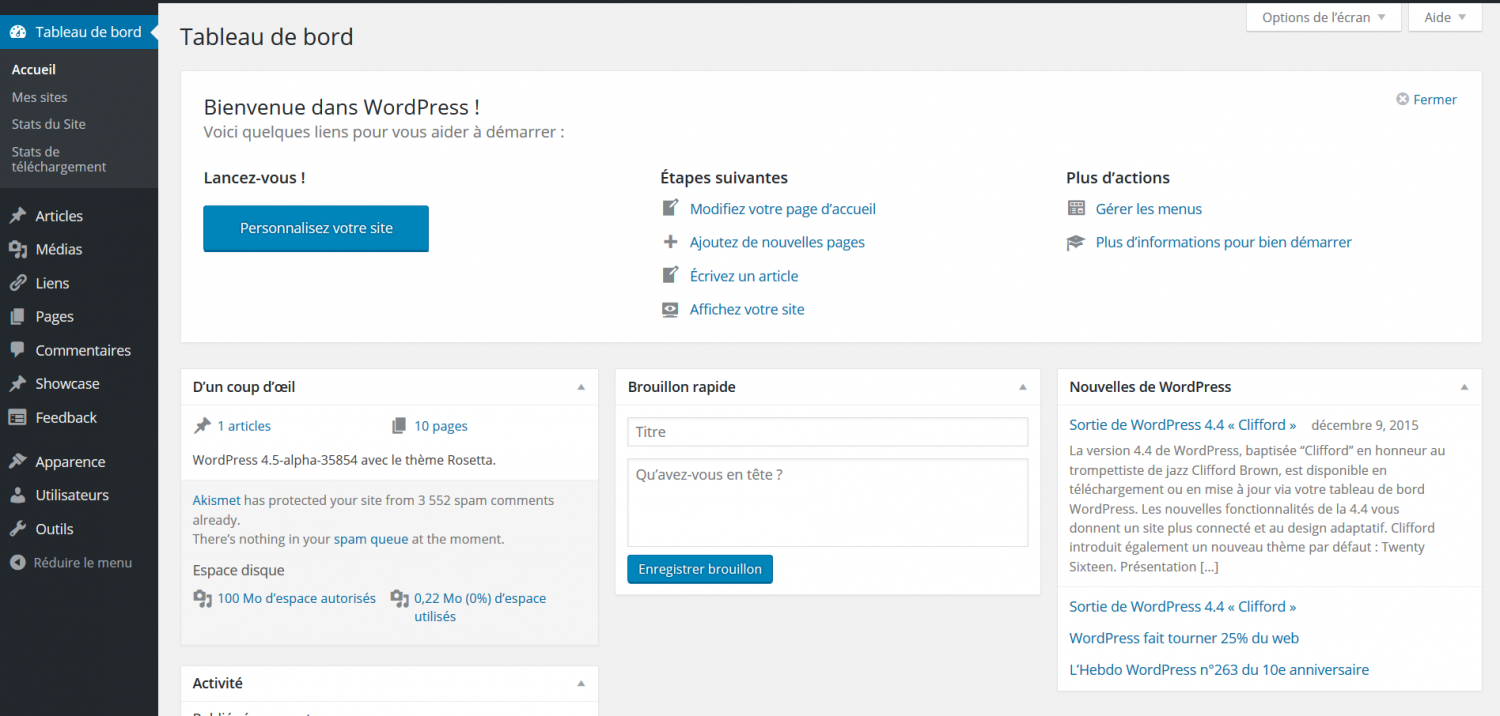 Tableau de bord
Accueil
Mes sites
Stats du Site
Stats de
téléchargement
Articles
Médias
Liens
Pages
Commentaires
Showcase
Feedback
Apparence
Utilisateurs
Outils
Réduire le menu
Options de l’écran
Aide
Tableau de bord
Bienvenue dans WordPress !
Fermer
Voici quelques liens pour vous aider à démarrer :
Lancez-vous !
Personnalisez votre site
Étapes suivantes
Modifiez votre page d’accueil
Ajoutez de nouvelles pages
Écrivez un article
Affichez votre site
Plus d’actions
Gérer les menus
Plus d’informations pour bien démarrer
D’un coup d’œil
1 articles
10 pages
WordPress 4.5-alpha-35854 avec le thème Rosetta.
Akismet has protected your site from 3 552 spam comments
already.
There’s nothing in your spam queue at the moment.
Espace disque
100 Mo d’espace autorisés
0,22 Mo (0%) d’espace
utilisés
Activité
Brouillon rapide
Titre
Qu’avez-vous en tête ?
Enregistrer brouillon
Nouvelles de WordPress
Sortie de WordPress 4.4 « Clifford » décembre 9, 2015
La version 4.4 de WordPress, baptisée “Clifford” en honneur au
trompettiste de jazz Clifford Brown, est disponible en
téléchargement ou en mise à jour via votre tableau de bord
WordPress. Les nouvelles fonctionnalités de la 4.4 vous
donnent un site plus connecté et au design adaptatif. Clifford
introduit également un nouveau thème par défaut : Twenty
Sixteen. Présentation [...]
Sortie de WordPress 4.4 « Clifford »
WordPress fait tourner 25% du web
L’Hebdo WordPress n°263 du 10e anniversaire